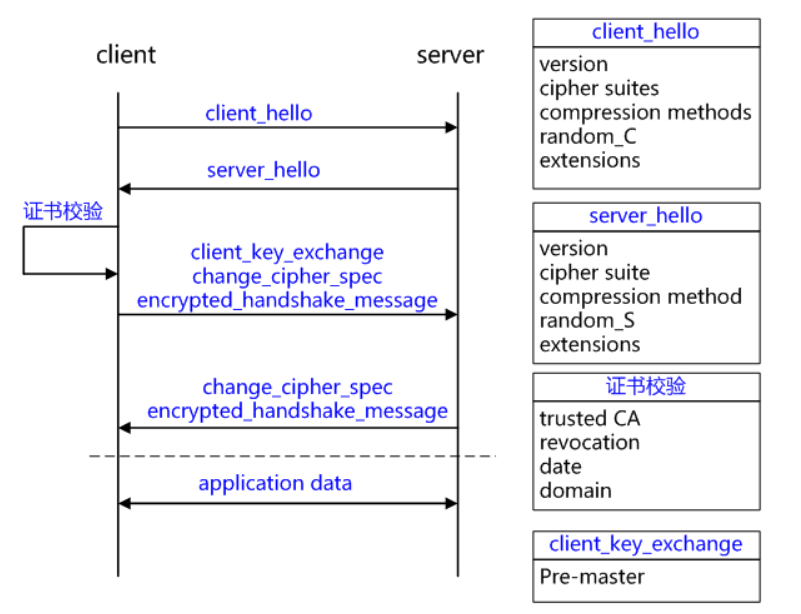 client
server
client_hello
server_hello
证书校验
client_key_exchange
change_cipher_spec
encrypted_handshake_message
change_cipher_spec
encrypted_handshake_message
application data
client_hello
version
cipher suites
compression methods
random_C
extensions
server_hello
version
cipher suite
compression method
random_S
extensions
证书校验
trusted CA
revocation
date
domain
client_key_exchange
Pre-master